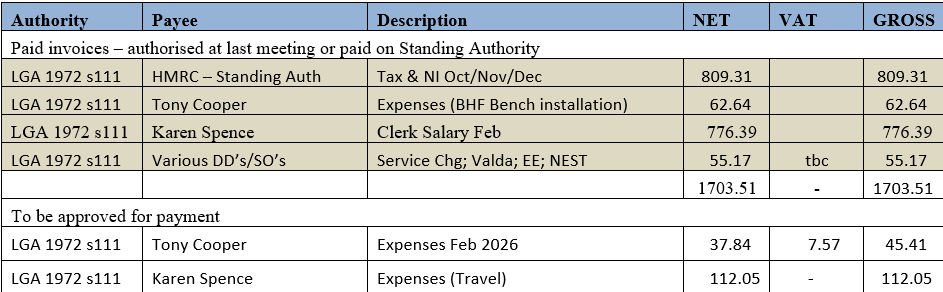 Authority Payee Description NET VAT GROSS
Paid invoices – authorised at last meeting or paid on Standing Authority
LGA 1972 s111 HMRC – Standing Auth Tax & NI Oct/Nov/Dec 809.31 809.31
LGA 1972 s111 Tony Cooper Expenses (BHF Bench installation) 62.64 62.64
LGA 1972 s111 Karen Spence Clerk Salary Feb 776.39 776.39
LGA 1972 s111 Various DD’s/SO’s Service Chg; Valda; EE; NEST 55.17 tbc 55.17
1703.51 - 1703.51
To be approved for payment
LGA 1972 s111 Tony Cooper Expenses Feb 2026 37.84 7.57 45.41
LGA 1972 s111 Karen Spence Expenses (Travel) 112.05 - 112.05